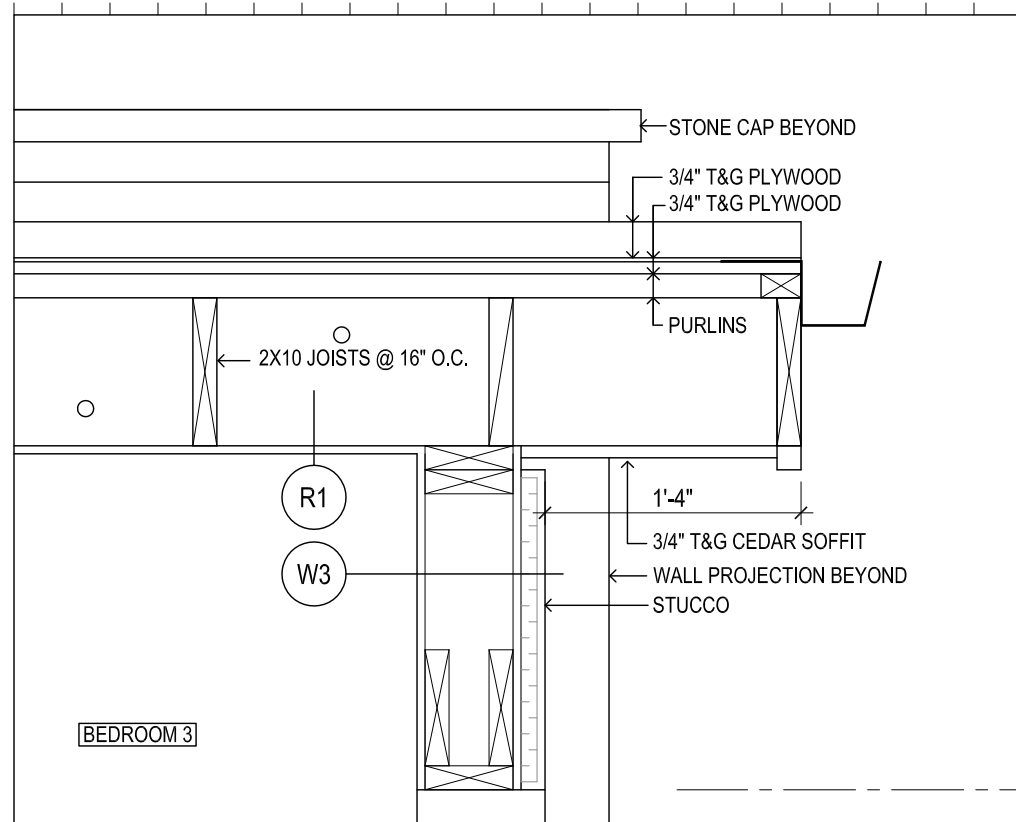 STONE CAP BEYOND
3/4" T&G PLYWOOD
3/4" T&G PLYWOOD
PURLINS
2X10 JOISTS @ 16" O.C.
R1
1'-4"
3/4" T&G CEDAR SOFFIT
W3
WALL PROJECTION BEYOND
STUCCO
BEDROOM 3